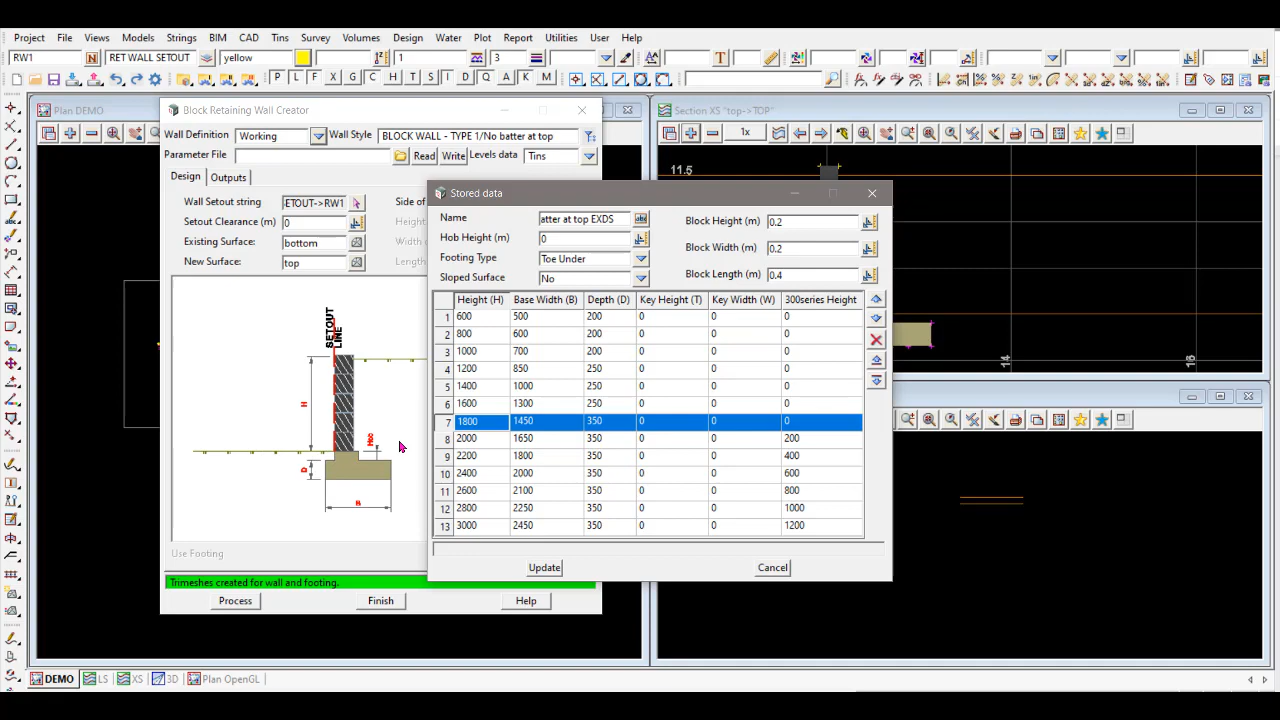 Project File Strings BIM CAD Tins Survey Volumes Design Water Plot Report Utilities User Help
RW1 N RET WALL SETOUT yellow 1 3
P L F X G C H T S I D Q A K M
Plan DEMO
Section XS "top->TOP"
1x
11.5
14
16
Block Retaining Wall Creator
Wall Definition Working Wall Style BLOCK WALL - TYPE 1/No batter at top
Parameter File Read Write Levels data Tins
Design Outputs
Wall Setout string ETOUT->RW1 Side of
Setout Clearance (m) 0 Height
Existing Surface: bottom Width o
New Surface: top Length
SETOUT
LINE
H
D
B
Use Footing
Trimeshes created for wall and footing.
Process Finish Help
Stored data
Name atter at top EXDS Block Height (m) 0.2
Hob Height (m) 0 Block Width (m) 0.2
Footing Type Toe Under Block Length (m) 0.4
Sloped Surface No
Height (H) Base Width (B) Depth (D) Key Height (T) Key Width (W) 300series Height
1 600 500 200 0 0 0
2 800 600 200 0 0 0
3 1000 700 200 0 0 0
4 1200 850 250 0 0 0
5 1400 1000 250 0 0 0
6 1600 1300 250 0 0 0
7 1800 1450 350 0 0 0
8 2000 1650 350 0 0 200
9 2200 1800 350 0 0 400
10 2400 2000 350 0 0 600
11 2600 2100 350 0 0 800
12 2800 2250 350 0 0 1000
13 3000 2450 350 0 0 1200
Update Cancel
DEMO LS XS 3D Plan OpenGL